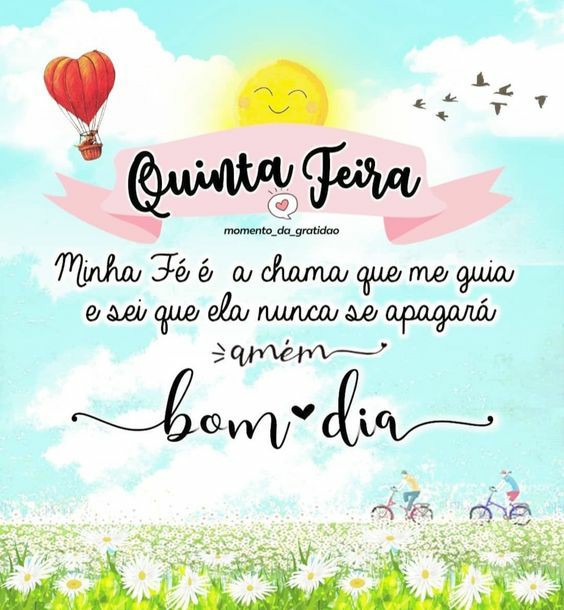 Quinta Feira
momento_da_gratidao
Minha Fé é a chama que me guia
e sei que ela nunca se apagará
amém
bom dia